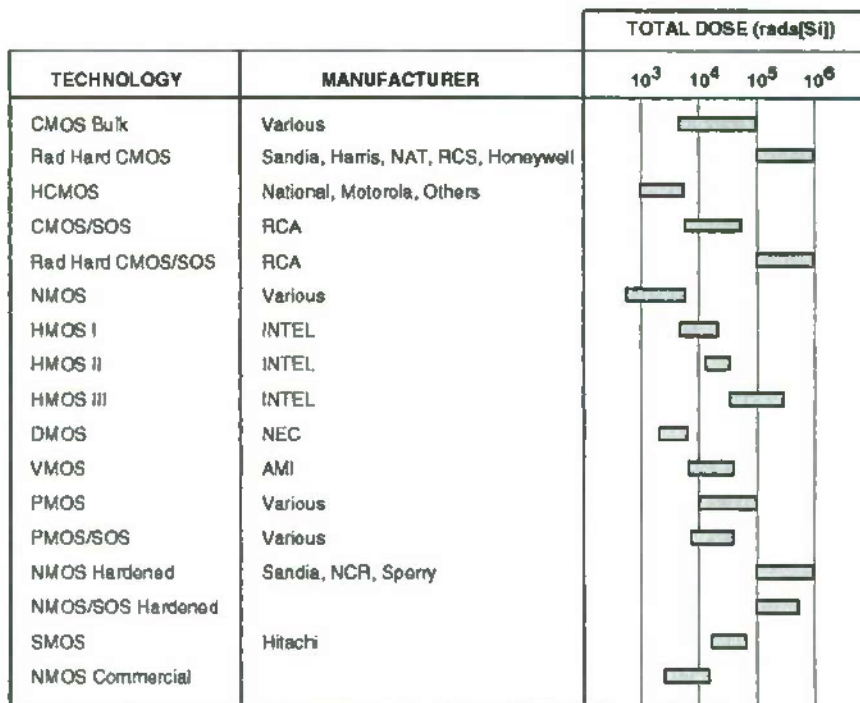 TOTAL DOSE (rads[Si])
TECHNOLOGY MANUFACTURER 10³ 10⁴ 10⁵ 10⁶
CMOS Bulk Various
Rad Hard CMOS Sandia, Harris, NAT, RCS, Honeywell
HCMOS National, Motorola, Others
CMOS/SOS RCA
Rad Hard CMOS/SOS RCA
NMOS Various
HMOS I INTEL
HMOS II INTEL
HMOS III INTEL
DMOS NEC
VMOS AMI
PMOS Various
PMOS/SOS Various
NMOS Hardened Sandia, NCR, Sperry
NMOS/SOS Hardened
SMOS Hitachi
NMOS Commercial